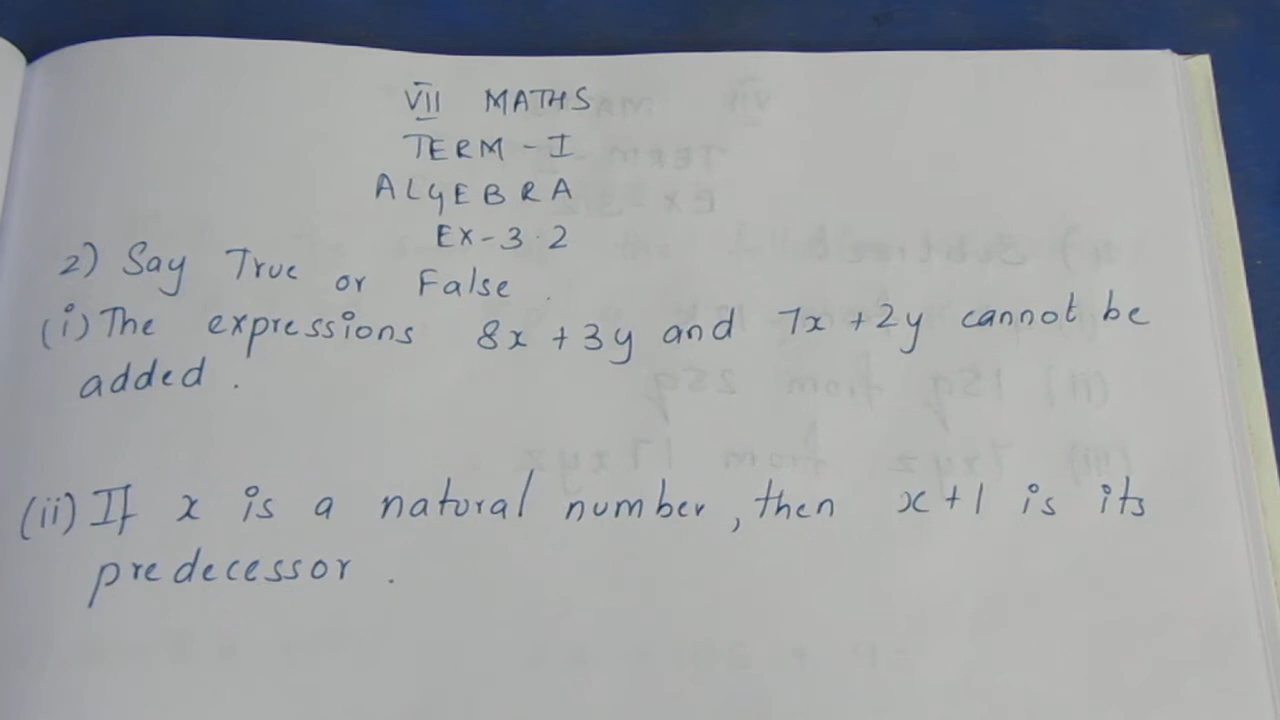 VII MATHS
TERM - I
ALGEBRA
EX - 3.2
2) Say True or False.
(i) The expressions 8x + 3y and 7x + 2y cannot be
added.
(ii) If x is a natural number, then x + 1 is its
predecessor.